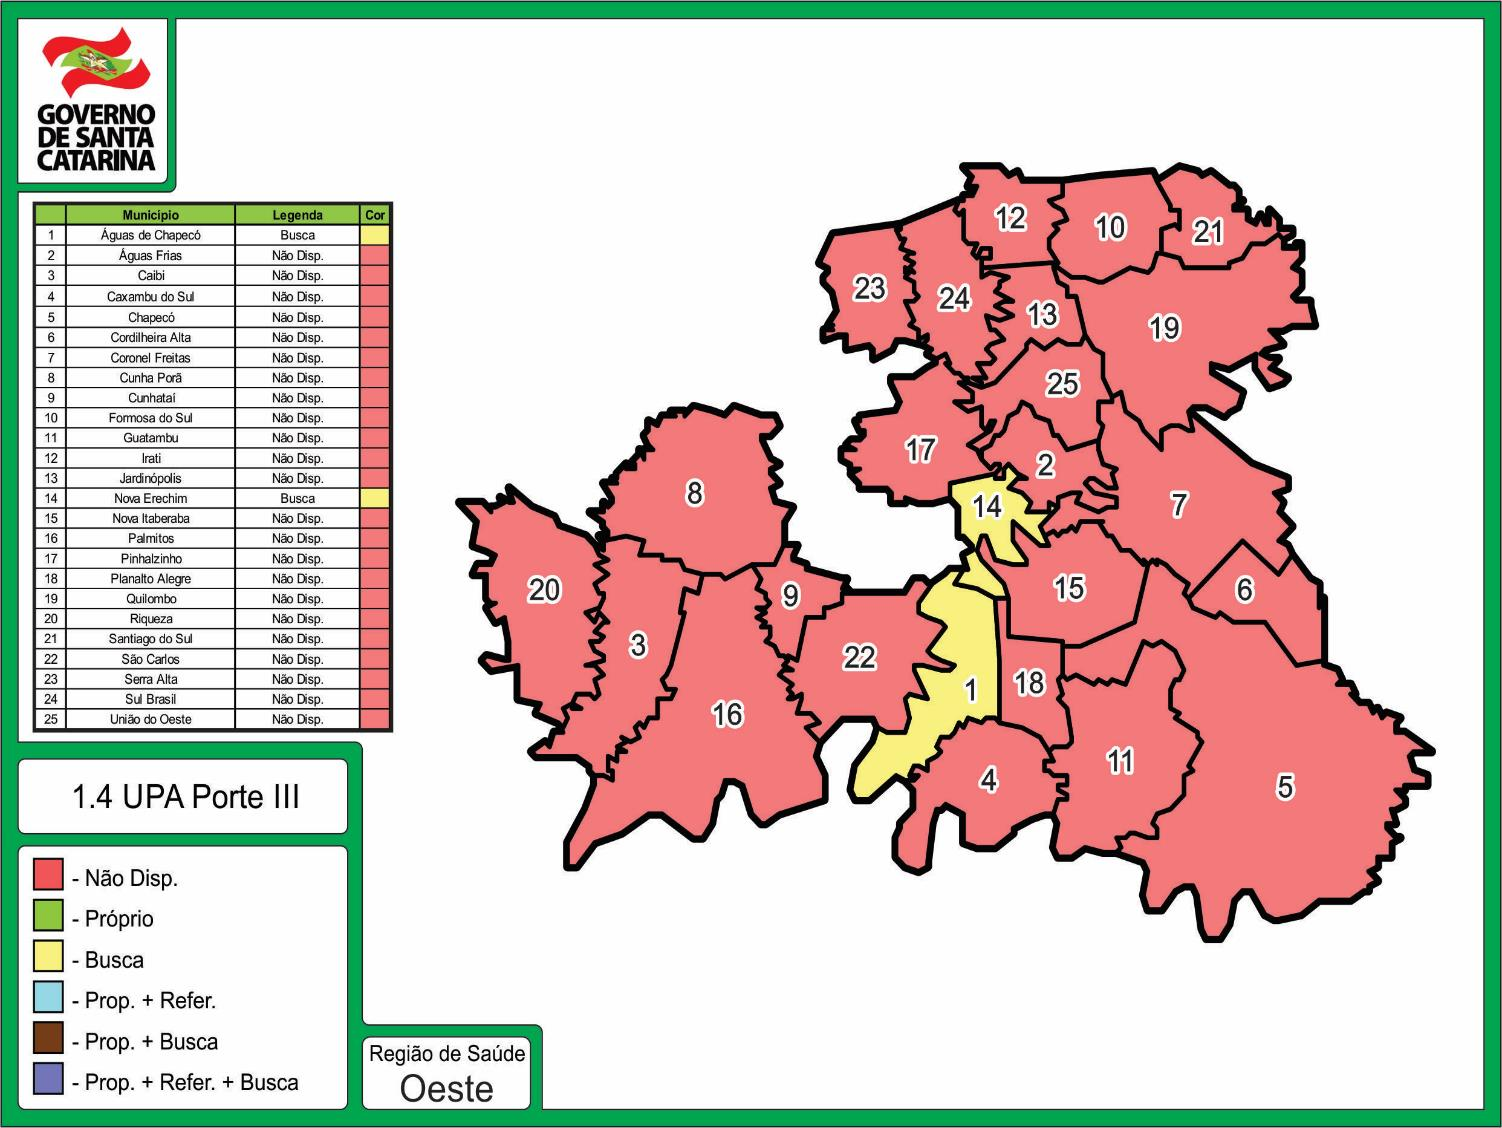 GOVERNO
DE SANTA
CATARINA
Município Legenda Cor
1 Águas de Chapecó Busca
2 Águas Frias Não Disp.
3 Caibi Não Disp.
4 Caxambu do Sul Não Disp.
5 Chapecó Não Disp.
6 Cordilheira Alta Não Disp.
7 Coronel Freitas Não Disp.
8 Cunha Porã Não Disp.
9 Cunhataí Não Disp.
10 Formosa do Sul Não Disp.
11 Guatambu Não Disp.
12 Irati Não Disp.
13 Jardinópolis Não Disp.
14 Nova Erechim Busca
15 Nova Itaberaba Não Disp.
16 Palmitos Não Disp.
17 Pinhalzinho Não Disp.
18 Planalto Alegre Não Disp.
19 Quilombo Não Disp.
20 Riqueza Não Disp.
21 Santiago do Sul Não Disp.
22 São Carlos Não Disp.
23 Serra Alta Não Disp.
24 Sul Brasil Não Disp.
25 União do Oeste Não Disp.
1.4 UPA Porte III
- Não Disp.
- Próprio
- Busca
- Prop. + Refer.
- Prop. + Busca
- Prop. + Refer. + Busca
Região de Saúde
Oeste
12
10
21
23
24
13
19
25
17
2
8
14
7
20
9
15
6
3
22
1
18
16
4
11
5